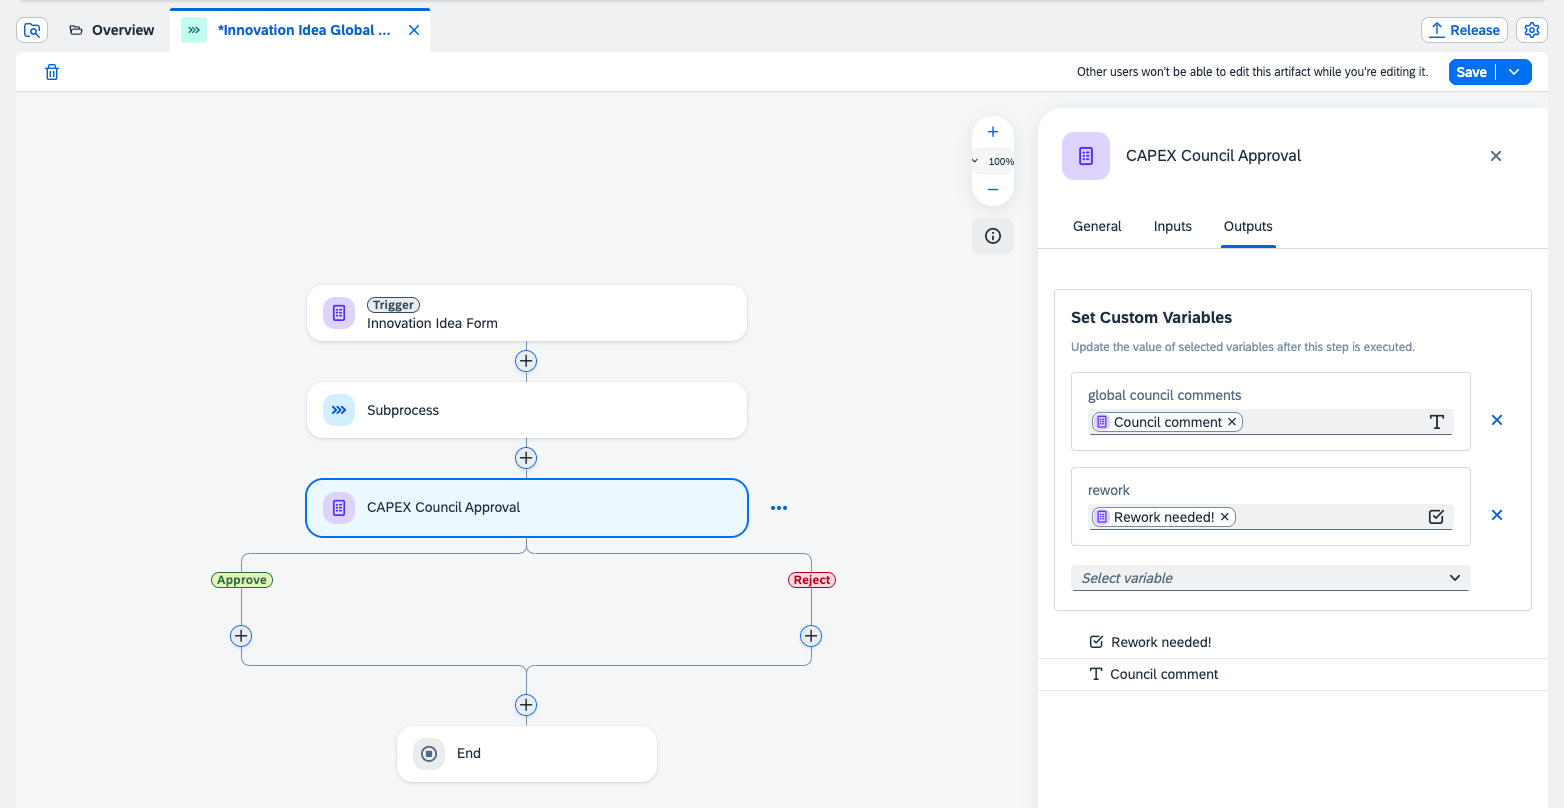 Overview
*Innovation Idea Global ...
Release
Other users won't be able to edit this artifact while you're editing it.
Save
100%
CAPEX Council Approval
General
Inputs
Outputs
Trigger
Innovation Idea Form
Subprocess
CAPEX Council Approval
Approve
Reject
End
Set Custom Variables
Update the value of selected variables after this step is executed.
global council comments
Council comment
rework
Rework needed!
Select variable
Rework needed!
Council comment